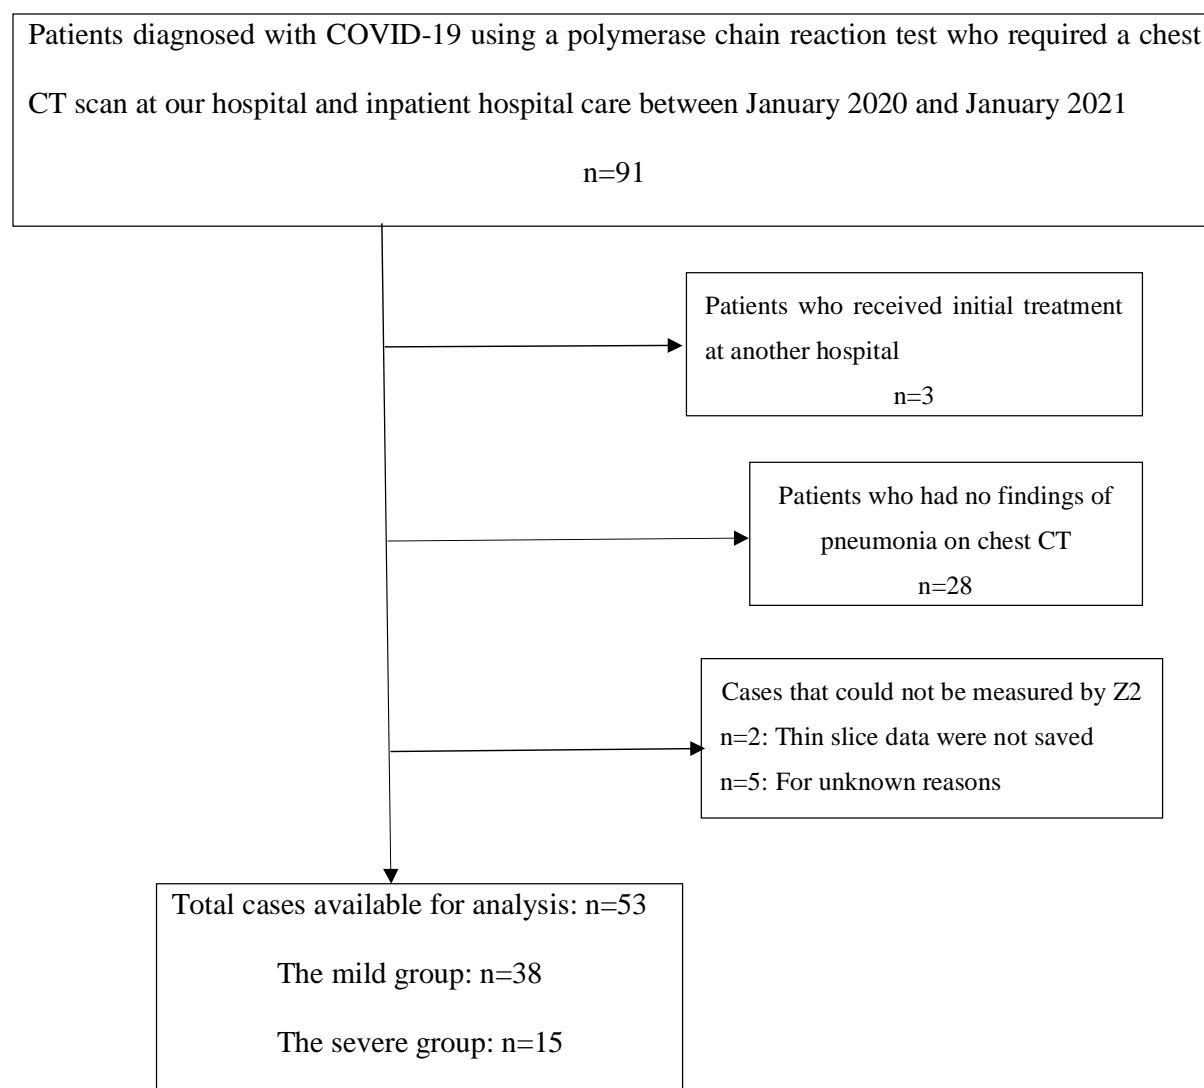 Patients diagnosed with COVID-19 using a polymerase chain reaction test who required a chest
CT scan at our hospital and inpatient hospital care between January 2020 and January 2021
n=91
Patients who received initial treatment
at another hospital
n=3
Patients who had no findings of
pneumonia on chest CT
n=28
Cases that could not be measured by Z2
n=2: Thin slice data were not saved
n=5: For unknown reasons
Total cases available for analysis: n=53
The mild group: n=38
The severe group: n=15